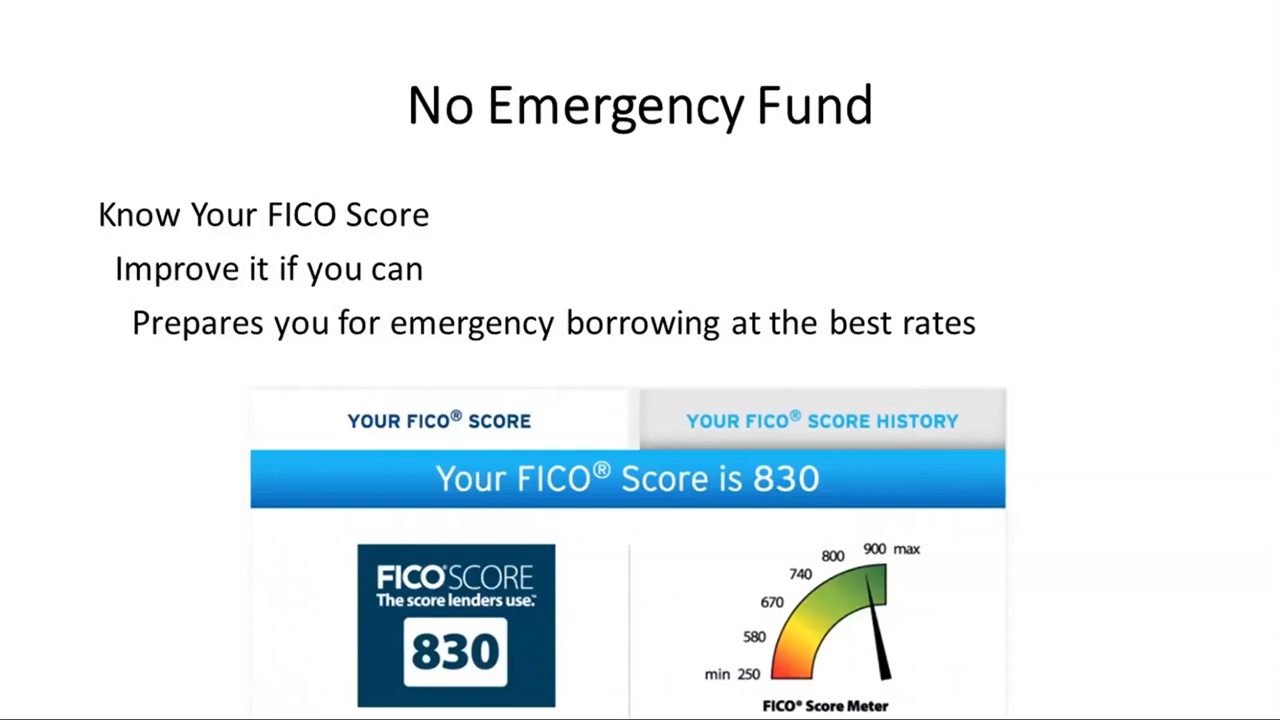 No Emergency Fund
Know Your FICO Score
Improve it if you can
Prepares you for emergency borrowing at the best rates
YOUR FICO® SCORE
YOUR FICO® SCORE HISTORY
Your FICO® Score is 830
FICO® SCORE
The score lenders use.™
830
900 max
800
740
670
580
min 250
FICO® Score Meter